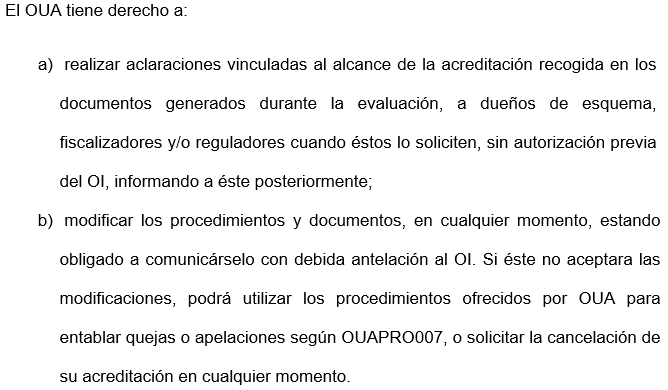 El OUA tiene derecho a:
a) realizar aclaraciones vinculadas al alcance de la acreditación recogida en los
documentos generados durante la evaluación, a dueños de esquema,
fiscalizadores y/o reguladores cuando éstos lo soliciten, sin autorización previa
del OI, informando a éste posteriormente;
b) modificar los procedimientos y documentos, en cualquier momento, estando
obligado a comunicárselo con debida antelación al OI. Si éste no aceptara las
modificaciones, podrá utilizar los procedimientos ofrecidos por OUA para
entablar quejas o apelaciones según OUAPRO007, o solicitar la cancelación de
su acreditación en cualquier momento.